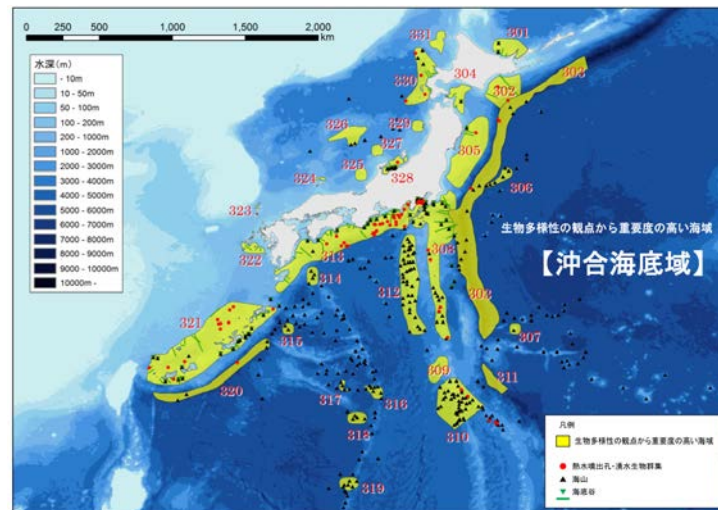 0 500 1,000 1,500 2,000
km
水深(m)
- 10m
10 - 50m
50 - 100m
100 - 200m
200 - 1000m
1000 - 2000m
2000 - 3000m
3000 - 4000m
4000 - 5000m
5000 - 6000m
6000 - 7000m
7000 - 8000m
8000 - 9000m
9000 - 10000m
10000m -
331
301
304
303
330
302
326
329
327
305
325
328
324
306
323
生物多様性の観点から重要度の高い海域
【沖合海底域】
322
313
308
314
312
303
321
315
307
309
311
320
317
316
310
318
319
凡例
生物多様性の観点から重要度の高い海域
熱水噴出孔・湧水生物群集
海山
海底谷